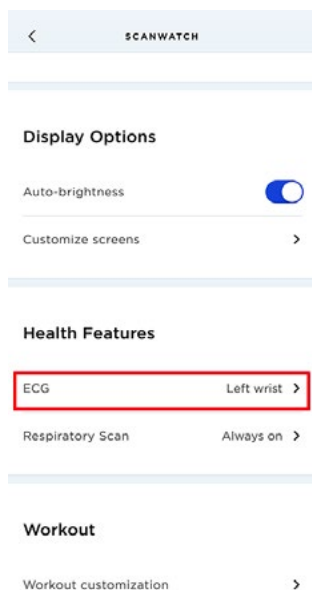 SCANWATCH
Display Options
Auto-brightness
Customize screens
Health Features
ECG Left wrist
Respiratory Scan Always on
Workout
Workout customization